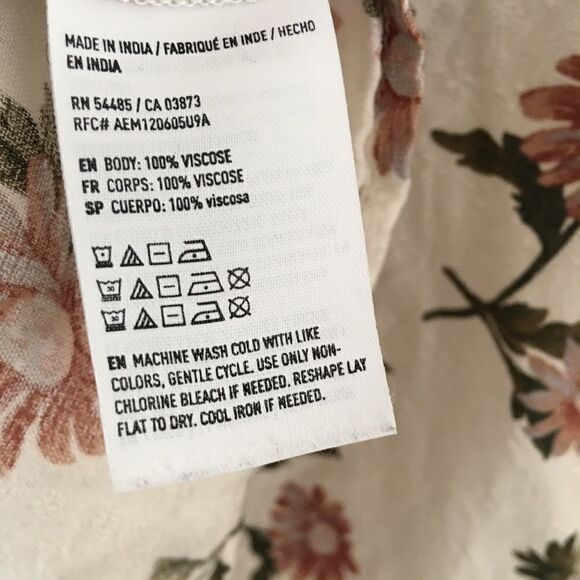 MADE IN INDIA / FABRIQUÉ EN INDE / HECHO
EN INDIA
RN 54485 / CA 03873
RFC# AEM120605U9A
EN BODY: 100% VISCOSE
FR CORPS: 100% VISCOSE
SP CUERPO: 100% viscosa
30
30
EN MACHINE WASH COLD WITH LIKE
COLORS, GENTLE CYCLE. USE ONLY NON-
CHLORINE BLEACH IF NEEDED. RESHAPE LAY
FLAT TO DRY. COOL IRON IF NEEDED.